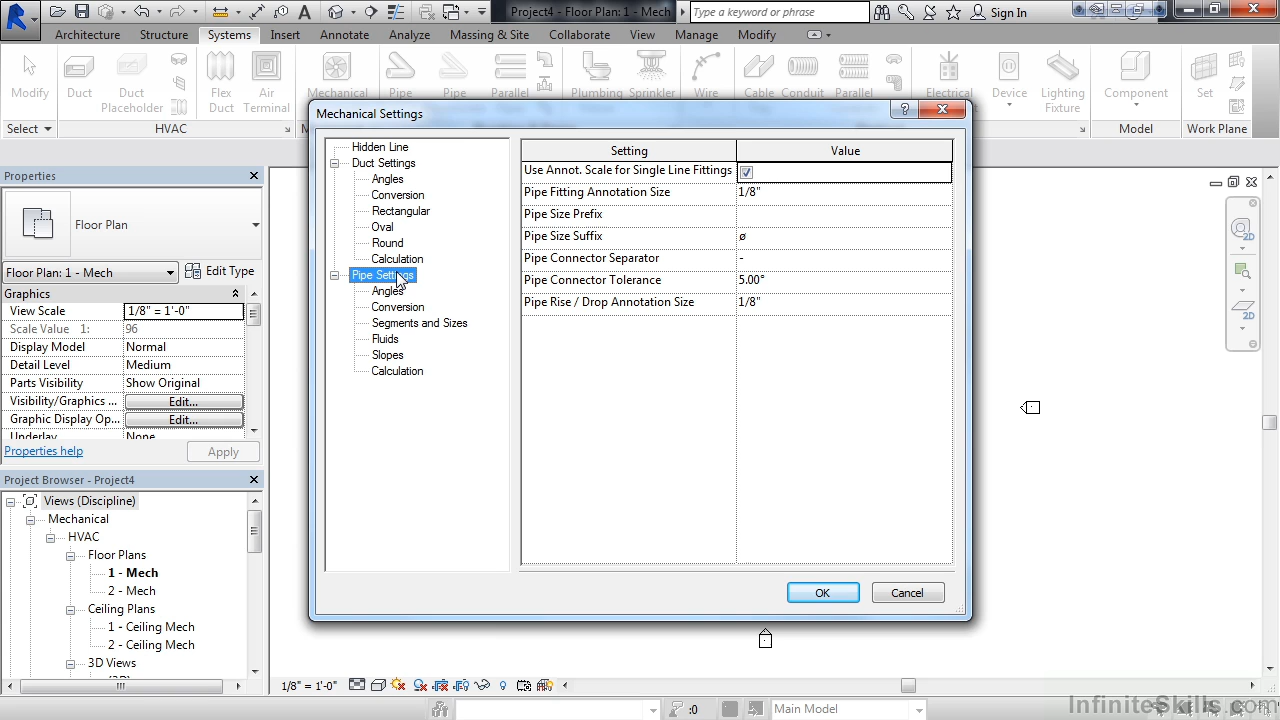 Project4 - Floor Plan: 1 - Mech
Type a keyword or phrase
Sign In
Architecture Structure Systems Insert Annotate Analyze Massing & Site Collaborate View Manage Modify
Modify
Duct
Duct Placeholder
Flex Duct
Air Terminal
Mechanical
Pipe
Pipe
Parallel
Plumbing
Sprinkler
Wire
Cable
Conduit
Parallel
Electrical
Device
Lighting Fixture
Component
Set
Select
HVAC
Model
Work Plane
Properties
Floor Plan
Floor Plan: 1 - Mech
Edit Type
Graphics
View Scale 1/8" = 1'-0"
Scale Value 1: 96
Display Model Normal
Detail Level Medium
Parts Visibility Show Original
Visibility/Graphics ... Edit...
Graphic Display Op... Edit...
Underlay None
Properties help
Apply
Project Browser - Project4
Views (Discipline)
Mechanical
HVAC
Floor Plans
1 - Mech
2 - Mech
Ceiling Plans
1 - Ceiling Mech
2 - Ceiling Mech
3D Views
Mechanical Settings
Hidden Line
Duct Settings
Angles
Conversion
Rectangular
Oval
Round
Calculation
Pipe Settings
Angles
Conversion
Segments and Sizes
Fluids
Slopes
Calculation
Setting Value
Use Annot. Scale for Single Line Fittings
Pipe Fitting Annotation Size 1/8"
Pipe Size Prefix
Pipe Size Suffix ø
Pipe Connector Separator -
Pipe Connector Tolerance 5.00°
Pipe Rise / Drop Annotation Size 1/8"
OK
Cancel
2D
2D
1/8" = 1'-0"
:0
Main Model
InfiniteSkills.com